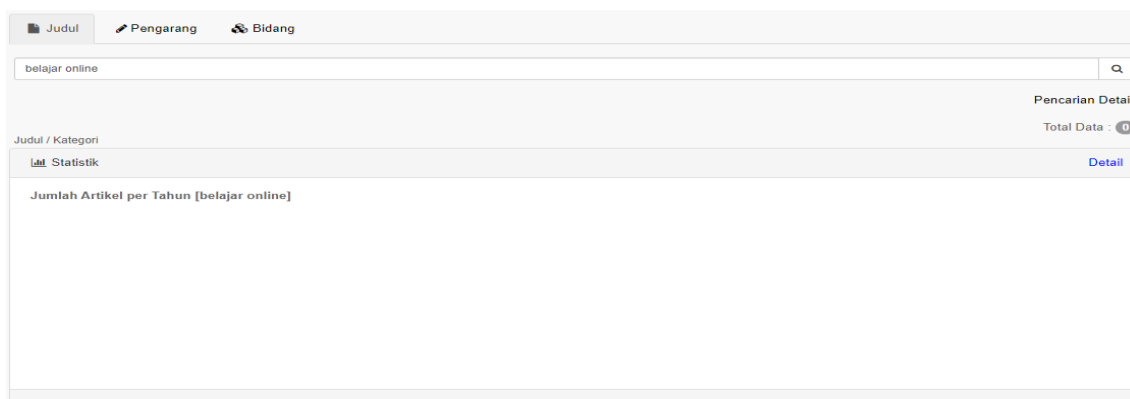 Judul Pengarang Bidang
belajar online
Pencarian Detai
Total Data : 0
Judul / Kategori
Statistik Detail
Jumlah Artikel per Tahun [belajar online]